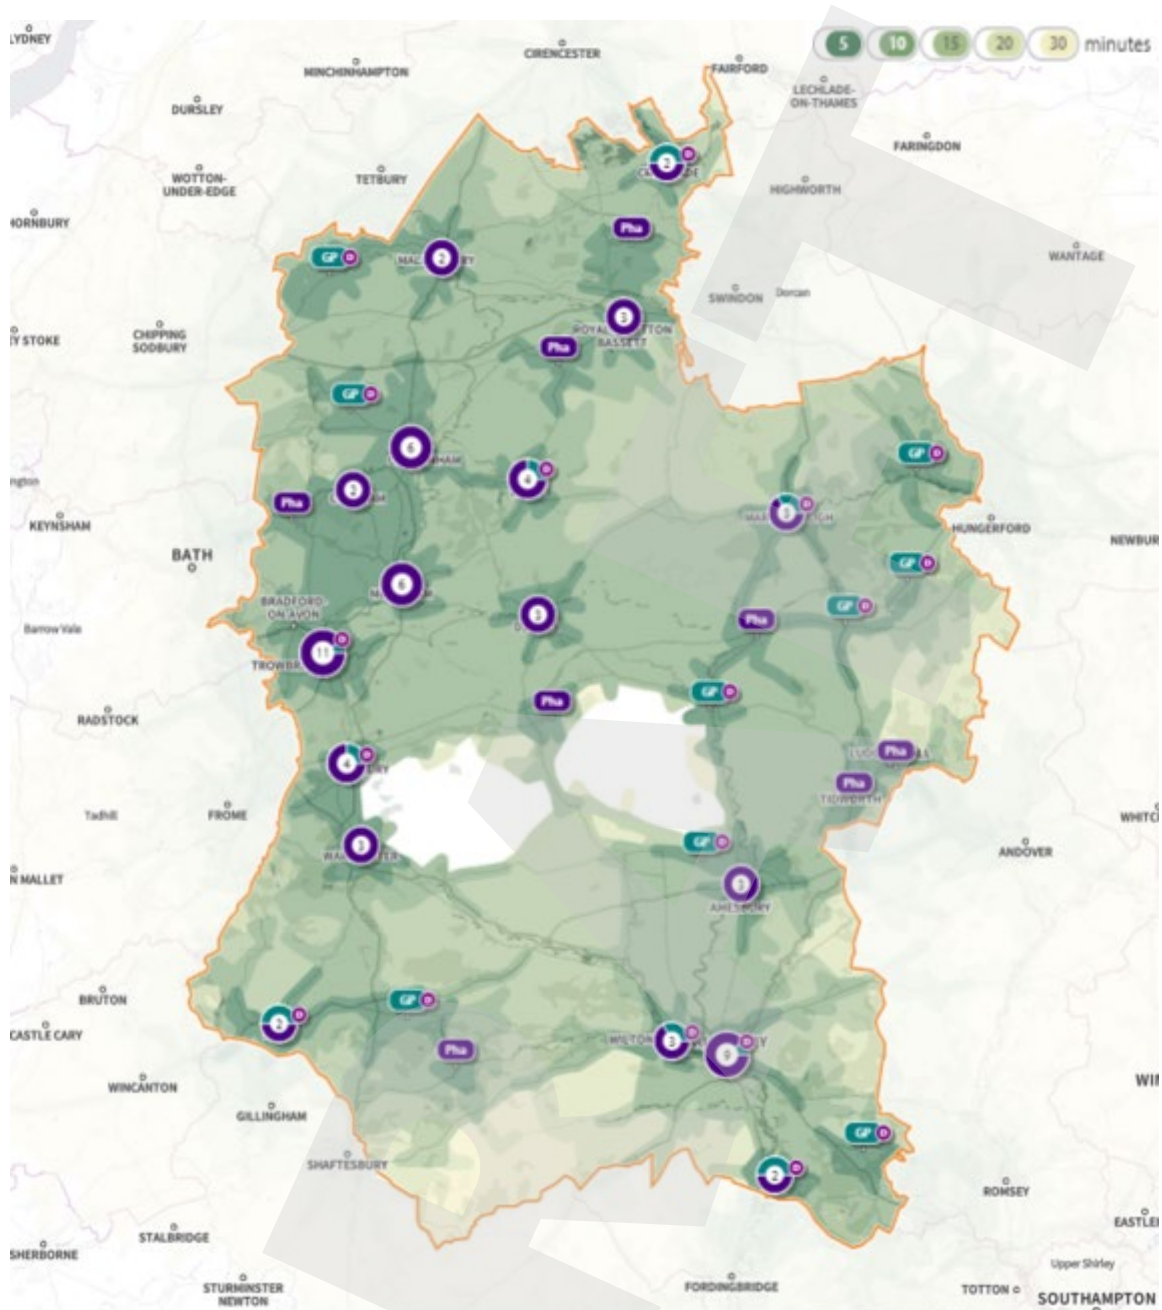 LYDNEY
CIRENCESTER
5 10 15 20 30 minutes
MINCHINHAMPTON
FAIRFORD
LECHLADE-
ON-THAMES
DURSLEY
FARINGDON
WOTTON-
UNDER-EDGE
TETBURY
2 D
HIGHWORTH
Pha
GP D
2
WANTAGE
SWINDON
Dorcan
3
ROYAL
BASSETT
CHIPPING
SODBURY
Pha
GP D
6
GP D
4 D
2
Pha
3 D
KEYNSHAM
HUNGERFORD
BATH
GP D
6
BRADFORD
ON AVON
GP D
3
Pha
Barrow Vale
11 D
GP D
Pha
RADSTOCK
Pha
4 D
Pha
TIDWORTH
Tadhill
FROME
GP D
3
ANDOVER
3
AMESBURY
BRUTON
GP D
2 D
CASTLE CARY
WILTON
3 D
9 D
Pha
WINCANTON
GILLINGHAM
GP D
SHAFTESBURY
2 D
ROMSEY
STALBRIDGE
SHERBORNE
Upper Shirley
STURMINSTER
NEWTON
FORDINGBRIDGE
TOTTON
SOUTHAMPTON